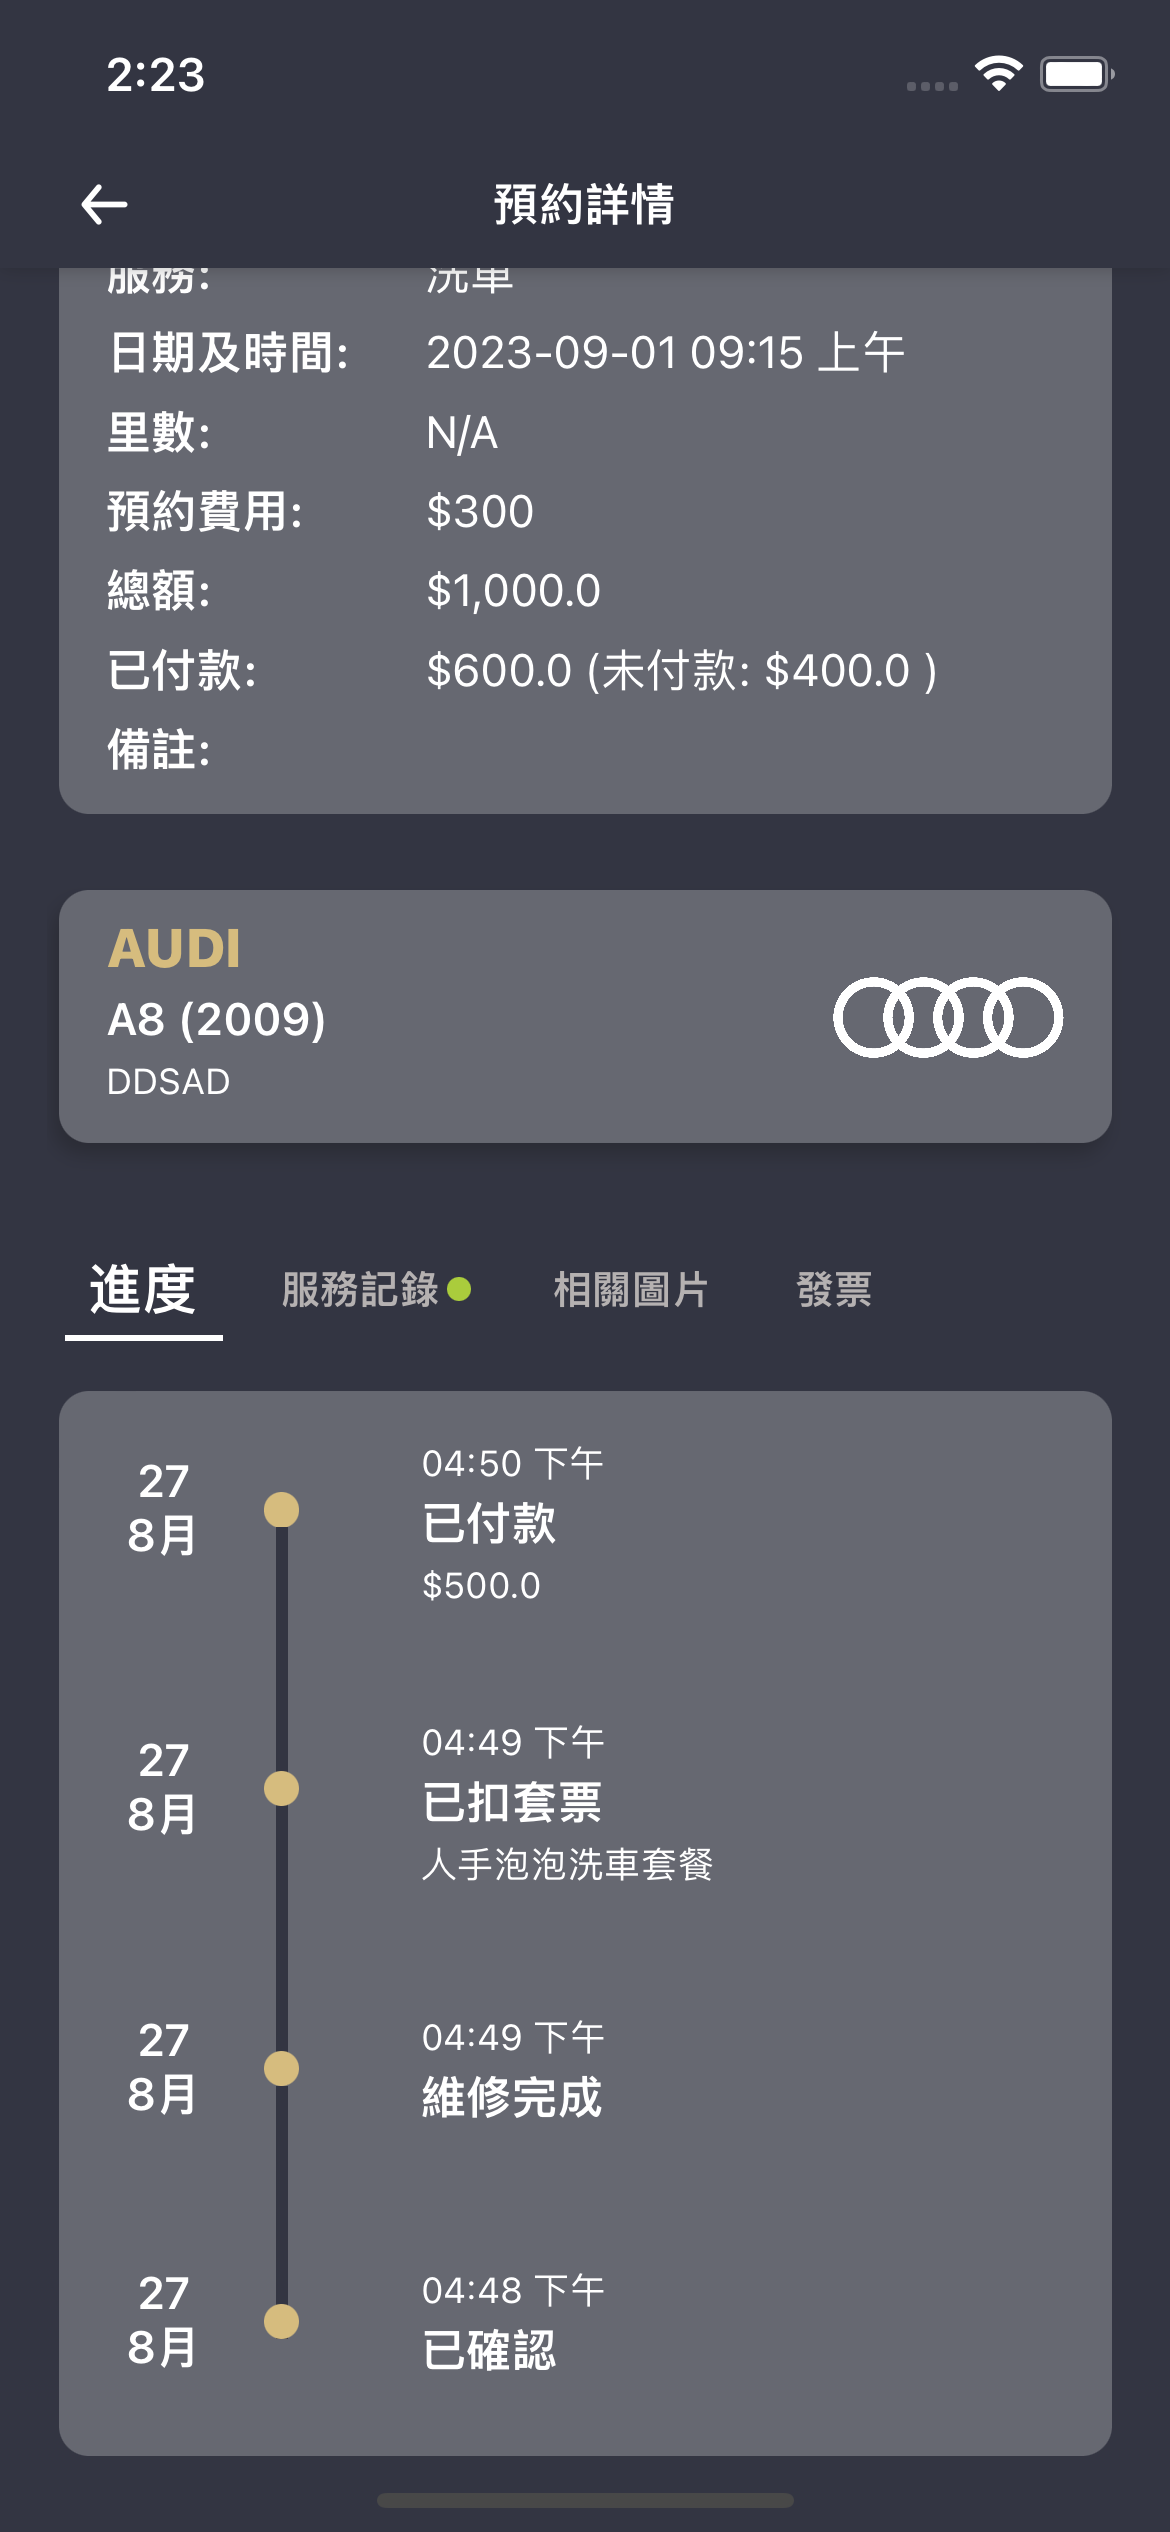 2:23
預約詳情
服務: 洗車
日期及時間: 2023-09-01 09:15 上午
里數: N/A
預約費用: $300
總額: $1,000.0
已付款: $600.0 (未付款: $400.0 )
備註:
AUDI
A8 (2009)
DDSAD
進度 服務記錄 相關圖片 發票
27
8月
04:50 下午
已付款
$500.0
27
8月
04:49 下午
已扣套票
人手泡泡洗車套餐
27
8月
04:49 下午
維修完成
27
8月
04:48 下午
已確認